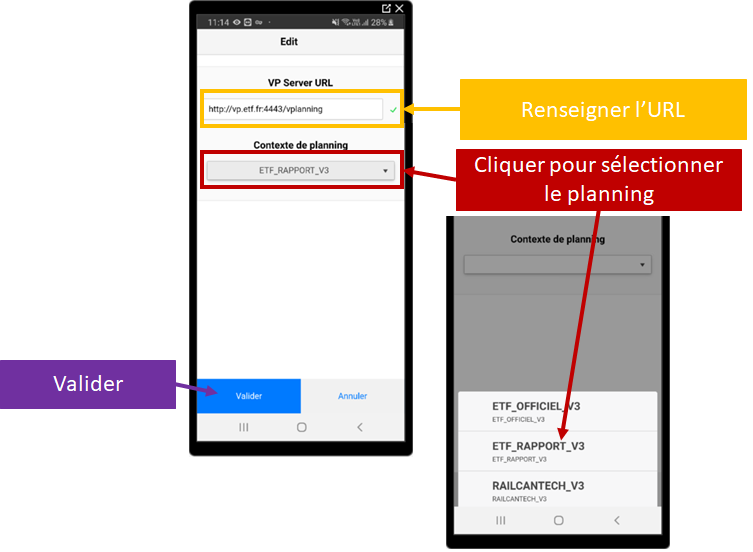 11:14
28%
Edit
VP Server URL
http://vp.etf.fr:4443/vplanning
Renseigner l'URL
Contexte de planning
ETF_RAPPORT_V3
Cliquer pour sélectionner
le planning
Contexte de planning
Valider
Valider
Annuler
ETF_OFFICIEL_V3
ETF_OFFICIEL_V3
ETF_RAPPORT_V3
ETF_RAPPORT_V3
RAILCANTECH_V3
RAILCANTECH_V3